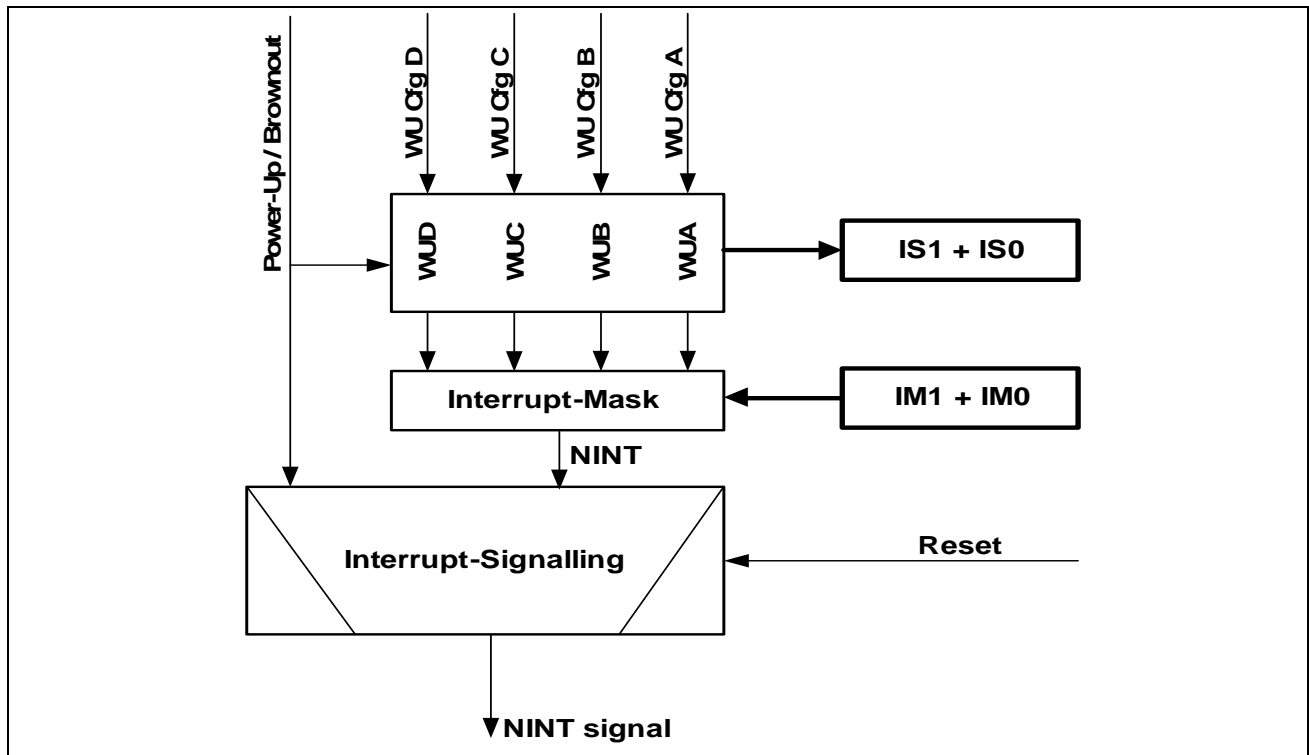 Power-Up / Brownout
WU Cfg D
WU Cfg C
WU Cfg B
WU Cfg A
WUD
WUC
WUB
WUA
IS1 + IS0
Interrupt-Mask
IM1 + IM0
NINT
Interrupt-Signalling
Reset
NINT signal